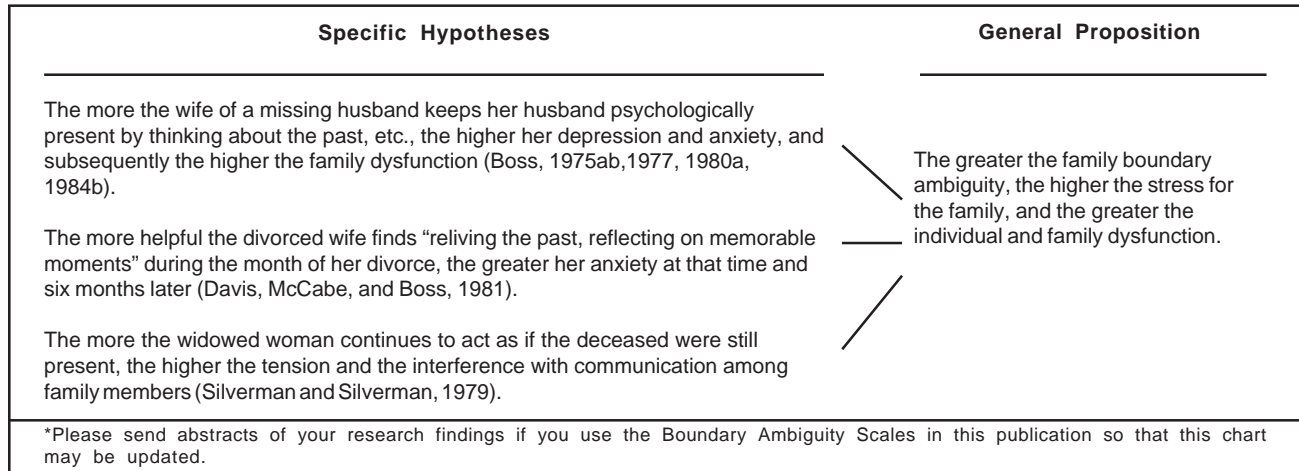 Specific Hypotheses
General Proposition
The more the wife of a missing husband keeps her husband psychologically
present by thinking about the past, etc., the higher her depression and anxiety, and
subsequently the higher the family dysfunction (Boss, 1975ab,1977, 1980a,
1984b).
The more helpful the divorced wife finds “reliving the past, reflecting on memorable
moments” during the month of her divorce, the greater her anxiety at that time and
six months later (Davis, McCabe, and Boss, 1981).
The more the widowed woman continues to act as if the deceased were still
present, the higher the tension and the interference with communication among
family members (Silverman and Silverman, 1979).
The greater the family boundary
ambiguity, the higher the stress for
the family, and the greater the
individual and family dysfunction.
*Please send abstracts of your research findings if you use the Boundary Ambiguity Scales in this publication so that this chart
may be updated.